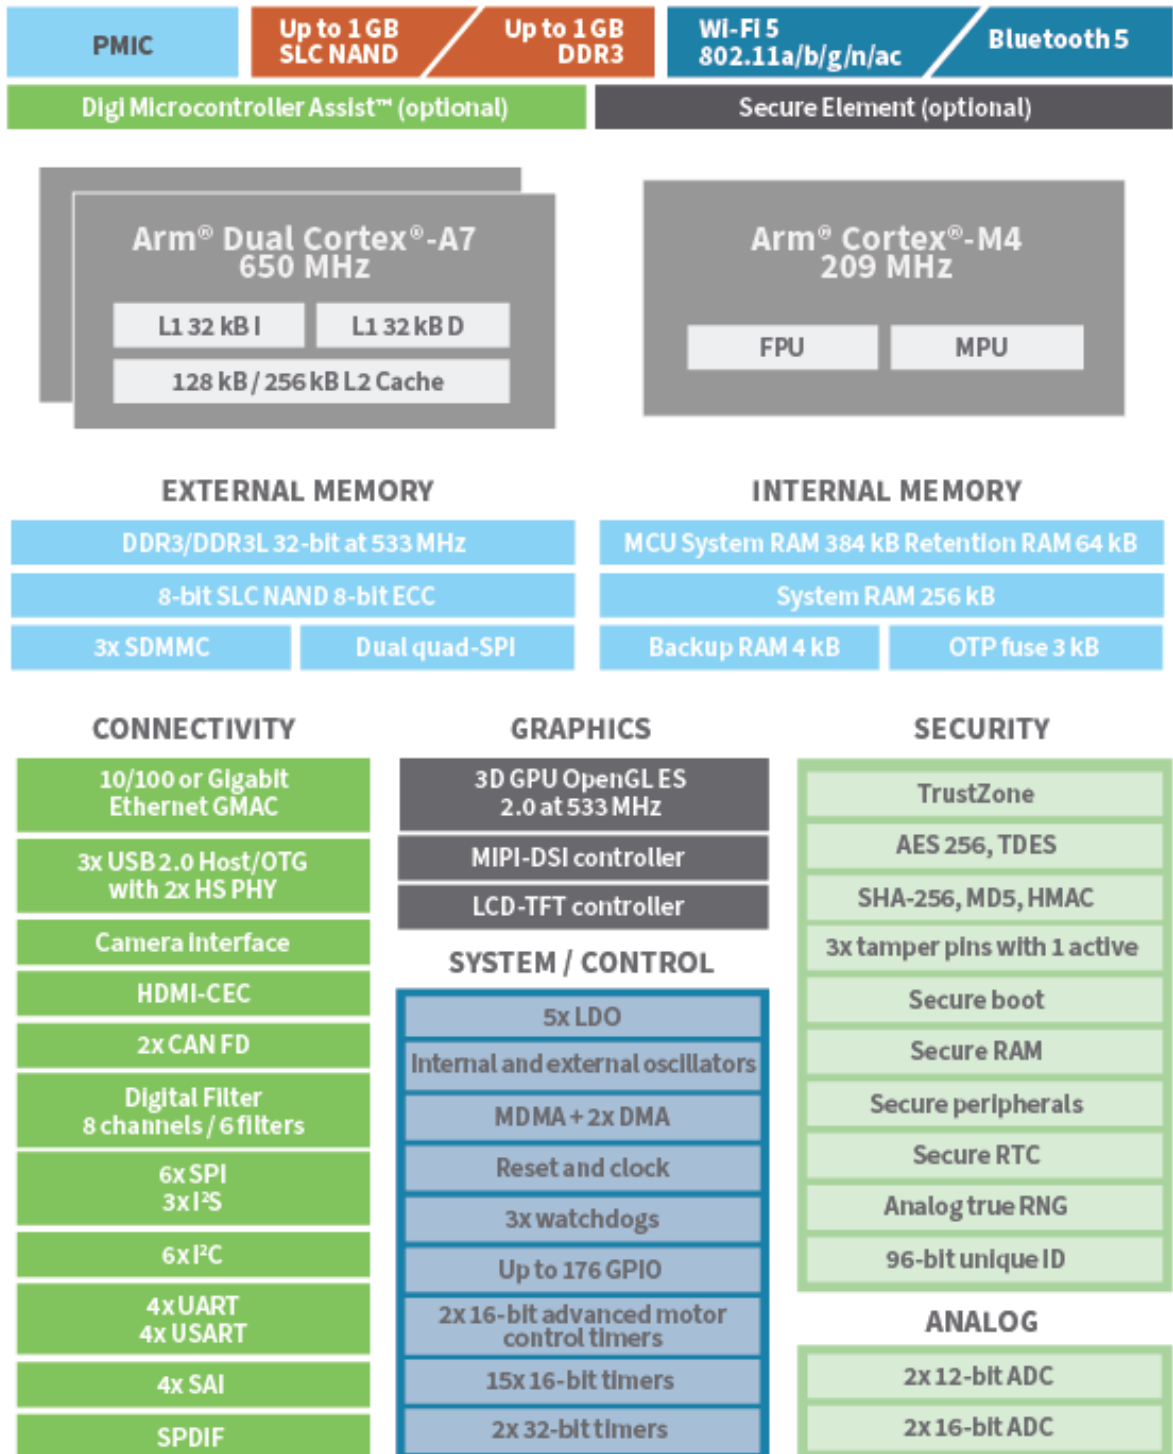 PMIC
Up to 1 GB
SLC NAND
Up to 1 GB
DDR3
Wi-Fi 5
802.11a/b/g/n/ac
Bluetooth 5
Digi Microcontroller Assist™ (optional)
Secure Element (optional)
Arm® Dual Cortex®-A7
650 MHz
L1 32 kB I
L1 32 kB D
128 kB / 256 kB L2 Cache
Arm® Cortex®-M4
209 MHz
FPU
MPU
EXTERNAL MEMORY
DDR3/DDR3L 32-bit at 533 MHz
8-bit SLC NAND 8-bit ECC
3x SDMMC
Dual quad-SPI
INTERNAL MEMORY
MCU System RAM 384 kB Retention RAM 64 kB
System RAM 256 kB
Backup RAM 4 kB
OTP fuse 3 kB
CONNECTIVITY
10/100 or Gigabit
Ethernet GMAC
3x USB 2.0 Host/OTG
with 2x HS PHY
Camera interface
HDMI-CEC
2x CAN FD
Digital Filter
8 channels / 6 filters
6x SPI
3x I²S
6x I²C
4x UART
4x USART
4x SAI
SPDIF
GRAPHICS
3D GPU OpenGL ES
2.0 at 533 MHz
MIPI-DSI controller
LCD-TFT controller
SYSTEM / CONTROL
5x LDO
Internal and external oscillators
MDMA + 2x DMA
Reset and clock
3x watchdogs
Up to 176 GPIO
2x 16-bit advanced motor
control timers
15x 16-bit timers
2x 32-bit timers
SECURITY
TrustZone
AES 256, TDES
SHA-256, MD5, HMAC
3x tamper pins with 1 active
Secure boot
Secure RAM
Secure peripherals
Secure RTC
Analog true RNG
96-bit unique ID
ANALOG
2x 12-bit ADC
2x 16-bit ADC